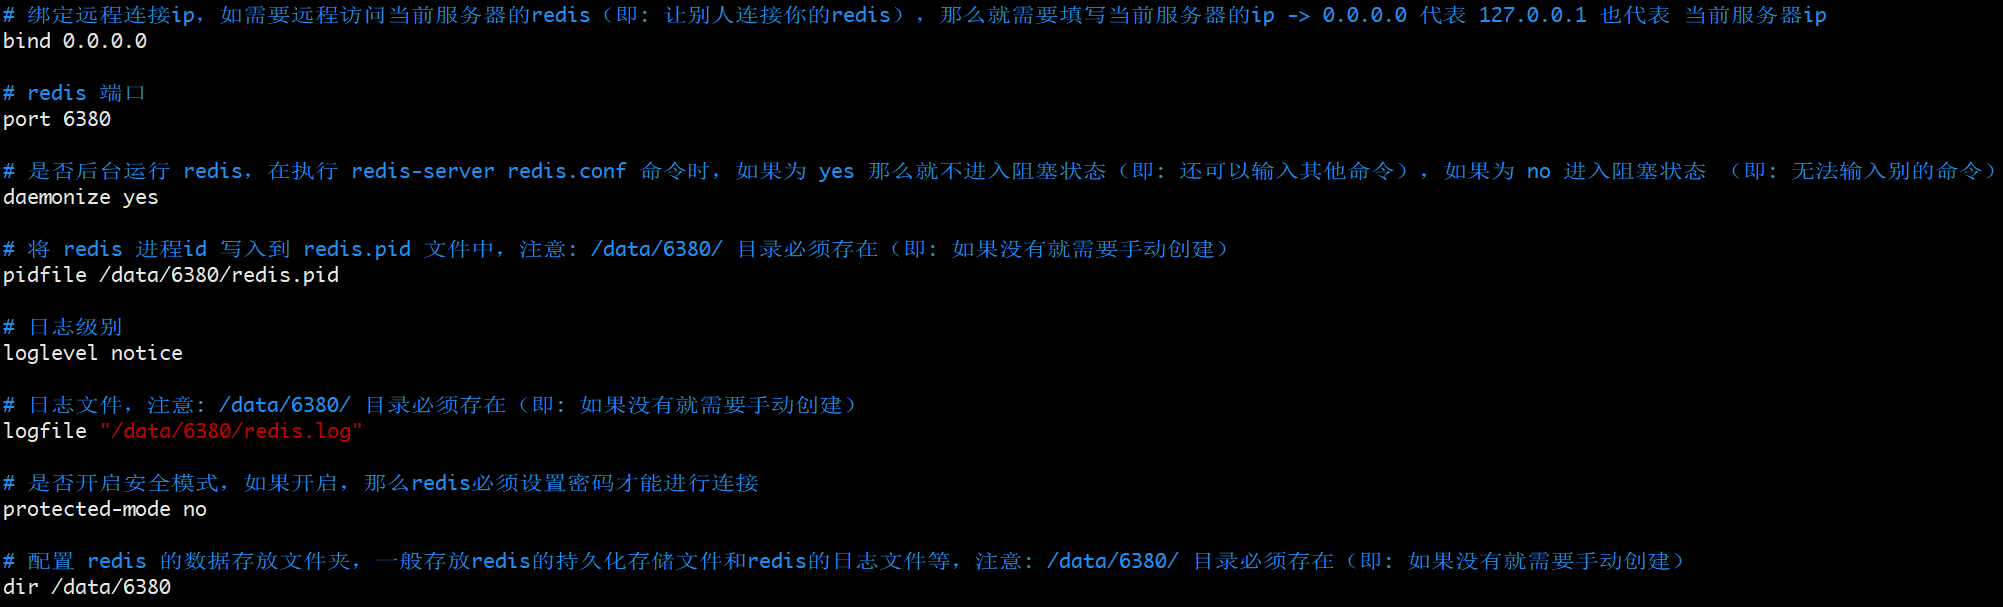 # 绑定远程连接ip，如需要远程访问当前服务器的redis（即：让别人连接你的redis），那么就需要填写当前服务器的ip -> 0.0.0.0 代表 127.0.0.1 也代表 当前服务器ip
bind 0.0.0.0
# redis 端口
port 6380
# 是否后台运行 redis，在执行 redis-server redis.conf 命令时，如果为 yes 那么就不进入阻塞状态（即：还可以输入其他命令），如果为 no 进入阻塞状态 （即：无法输入别的命令）
daemonize yes
# 将 redis 进程id 写入到 redis.pid 文件中，注意：/data/6380/ 目录必须存在（即：如果没有就需要手动创建）
pidfile /data/6380/redis.pid
# 日志级别
loglevel notice
# 日志文件，注意：/data/6380/ 目录必须存在（即：如果没有就需要手动创建）
logfile "/data/6380/redis.log"
# 是否开启安全模式，如果开启，那么redis必须设置密码才能进行连接
protected-mode no
# 配置 redis 的数据存放文件夹，一般存放redis的持久化存储文件和redis的日志文件等，注意：/data/6380/ 目录必须存在（即：如果没有就需要手动创建）
dir /data/6380